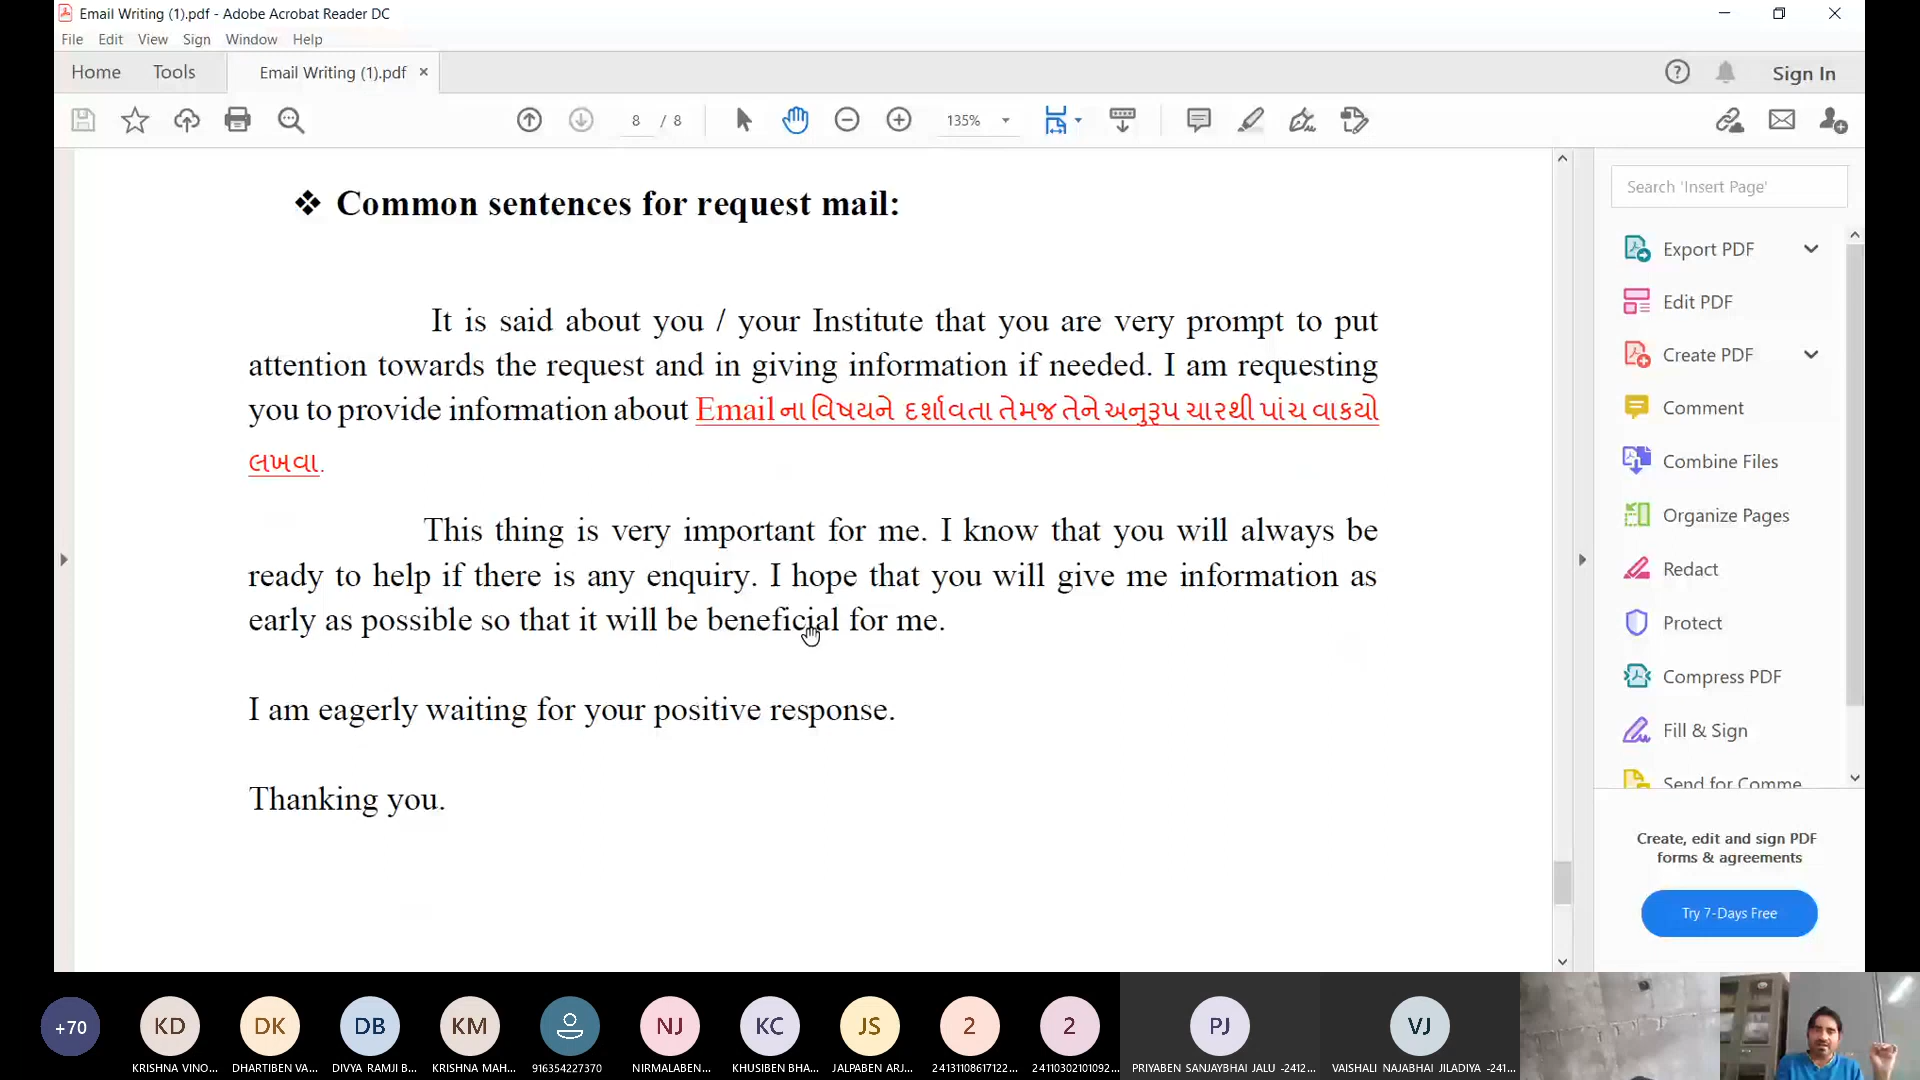 Email Writing (1).pdf - Adobe Acrobat Reader DC
File Edit View Sign Window Help
Home Tools Email Writing (1).pdf × Sign In
8 / 8 135%
❖ Common sentences for request mail:
It is said about you / your Institute that you are very prompt to put
attention towards the request and in giving information if needed. I am requesting
you to provide information about Email ના વિષયને દર્શાવતા તેમજ તેને અનુરૂપ ચારથી પાંચ વાકયો
લખવા.
This thing is very important for me. I know that you will always be
ready to help if there is any enquiry. I hope that you will give me information as
early as possible so that it will be beneficial for me.
I am eagerly waiting for your positive response.
Thanking you.
Search 'Insert Page'
Export PDF
Edit PDF
Create PDF
Comment
Combine Files
Organize Pages
Redact
Protect
Compress PDF
Fill & Sign
Send for Comme
Create, edit and sign PDF
forms & agreements
Try 7-Days Free
+70 KD DK DB KM NJ KC JS 2 2 PJ VJ
KRISHNA VINO... DHARTIBEN VA... DIVYA RAMJI B... KRISHNA MAH... 916354227370 NIRMALABEN... KHUSIBEN BHA... JALPABEN ARJ... 24131108617122... 24110302101092... PRIYABEN SANJAYBHAI JALU -2412... VAISHALI NAJABHAI JILADIYA -241...